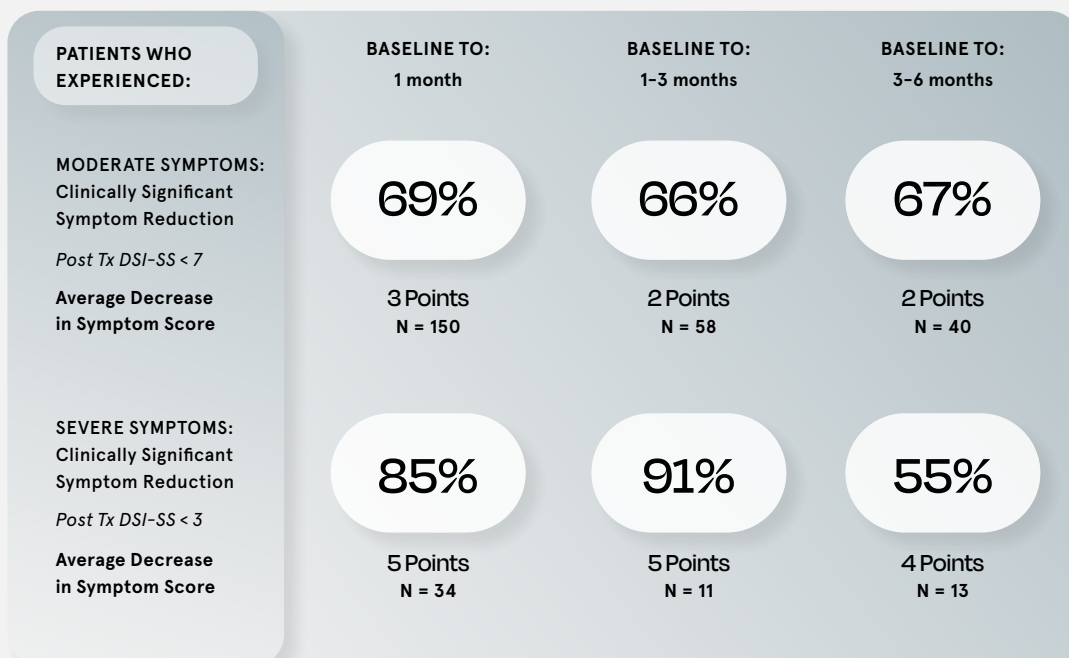 PATIENTS WHO
EXPERIENCED:
BASELINE TO:
1 month
BASELINE TO:
1-3 months
BASELINE TO:
3-6 months
MODERATE SYMPTOMS:
Clinically Significant
Symptom Reduction
Post Tx DSI-SS < 7
Average Decrease
in Symptom Score
69%
3 Points
N = 150
66%
2 Points
N = 58
67%
2 Points
N = 40
SEVERE SYMPTOMS:
Clinically Significant
Symptom Reduction
Post Tx DSI-SS < 3
Average Decrease
in Symptom Score
85%
5 Points
N = 34
91%
5 Points
N = 11
55%
4 Points
N = 13